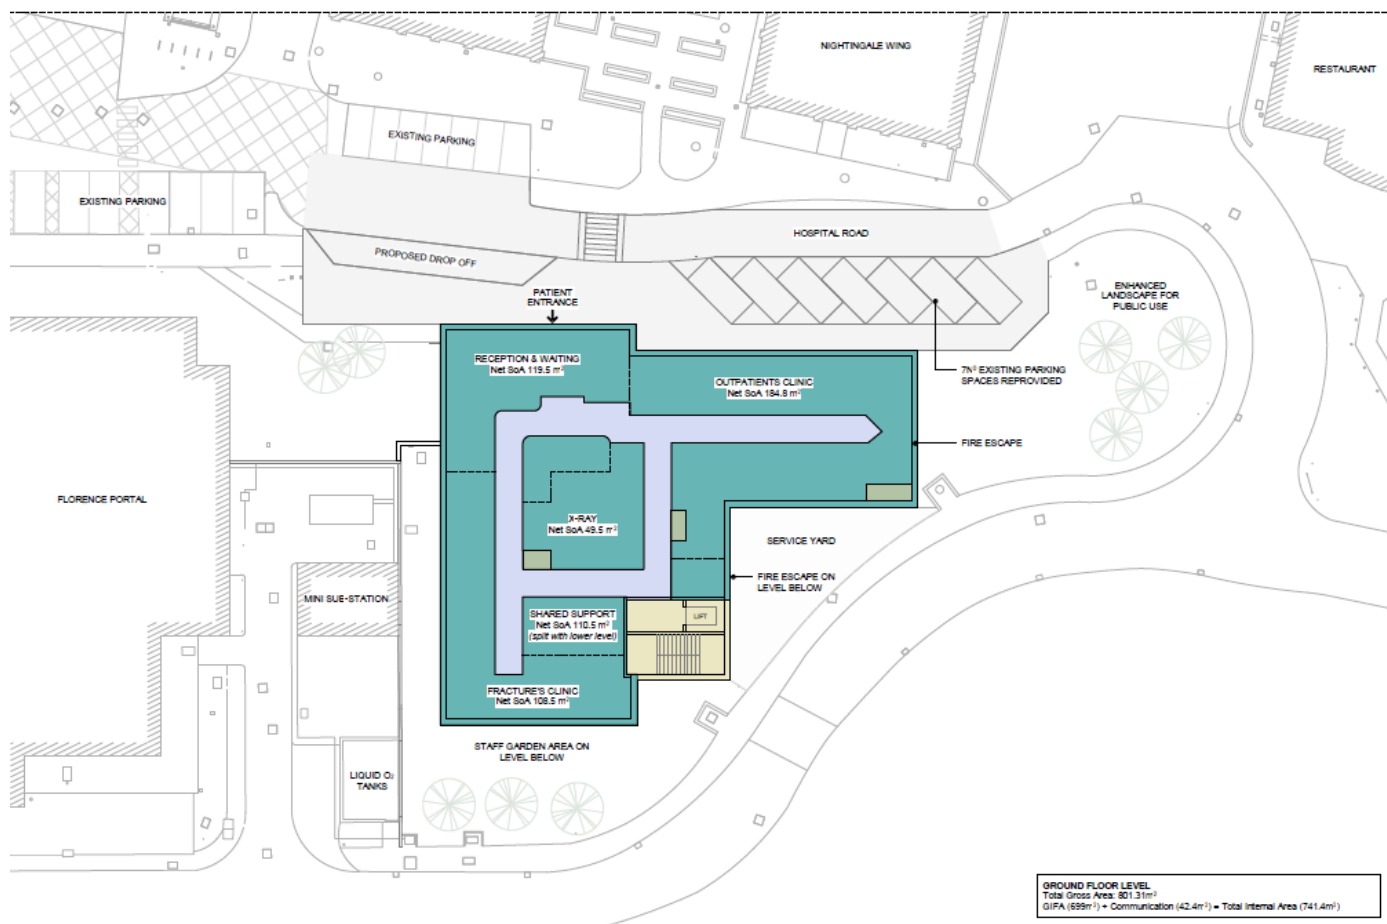 NIGHTINGALE WING
RESTAURANT
EXISTING PARKING
EXISTING PARKING
HOSPITAL ROAD
PROPOSED DROP OFF
PATIENT
ENTRANCE
ENHANCED
LANDSCAPE FOR
PUBLIC USE
RECEPTION & WAITING
Net SoA 119.5 m²
OUTPATIENTS CLINIC
Net SoA 184.8 m²
7Nº EXISTING PARKING
SPACES REPROVIDED
FIRE ESCAPE
FLORENCE PORTAL
X-RAY
Net SoA 49.5 m²
SERVICE YARD
FIRE ESCAPE ON
LEVEL BELOW
MINI SUE-STATION
SHARED SUPPORT
Net SoA 110.5 m²
(split with lower level)
LIFT
FRACTURE'S CLINIC
Net SoA 108.5 m²
STAFF GARDEN AREA ON
LEVEL BELOW
LIQUID O₂
TANKS
GROUND FLOOR LEVEL
Total Gross Area: 801.31m²
GIFA (699m²) + Communication (42.4m²) = Total Internal Area (741.4m²)